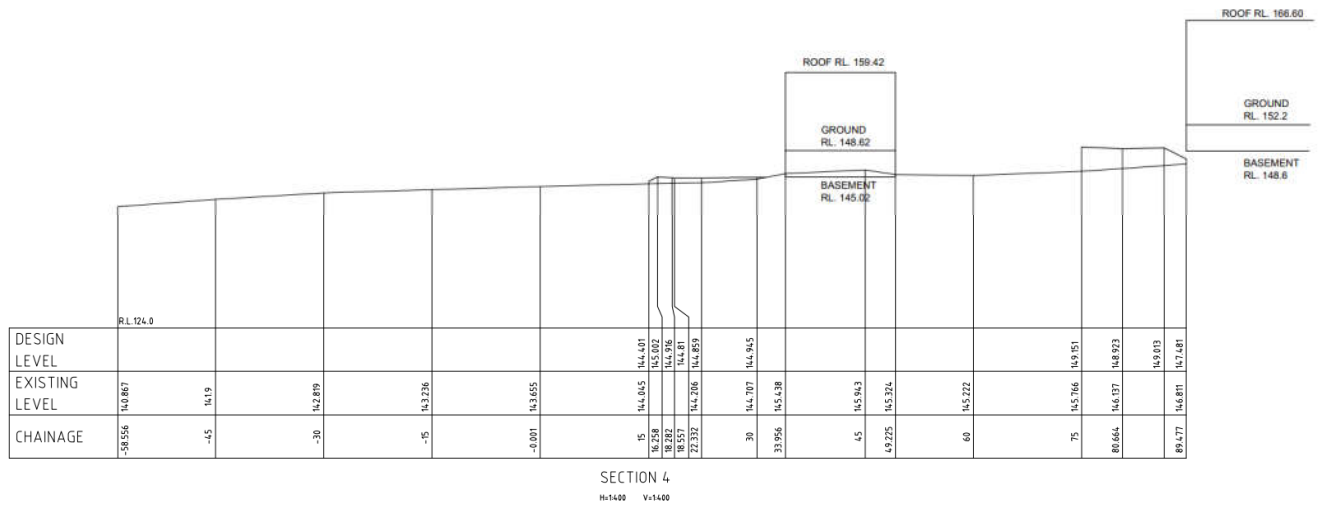 ROOF RL. 166.60
ROOF RL. 159.42
GROUND
RL. 152.2
GROUND
RL. 148.62
BASEMENT
RL. 148.6
BASEMENT
RL. 145.02
R.L.124.0
DESIGN
LEVEL
144.401 145.002 144.916 144.81 144.859 144.945 149.151 148.923 149.013 147.481
EXISTING
LEVEL
140.867 141.9 142.819 143.236 143.655 144.045 144.206 144.707 145.438 145.943 145.324 145.222 145.766 146.137 146.811
CHAINAGE
-58.556 -45 -30 -15 -0.001 15 16.258 18.282 18.557 22.332 30 33.956 45 49.225 60 75 80.664 89.477
SECTION 4
H=1:400 V=1:400